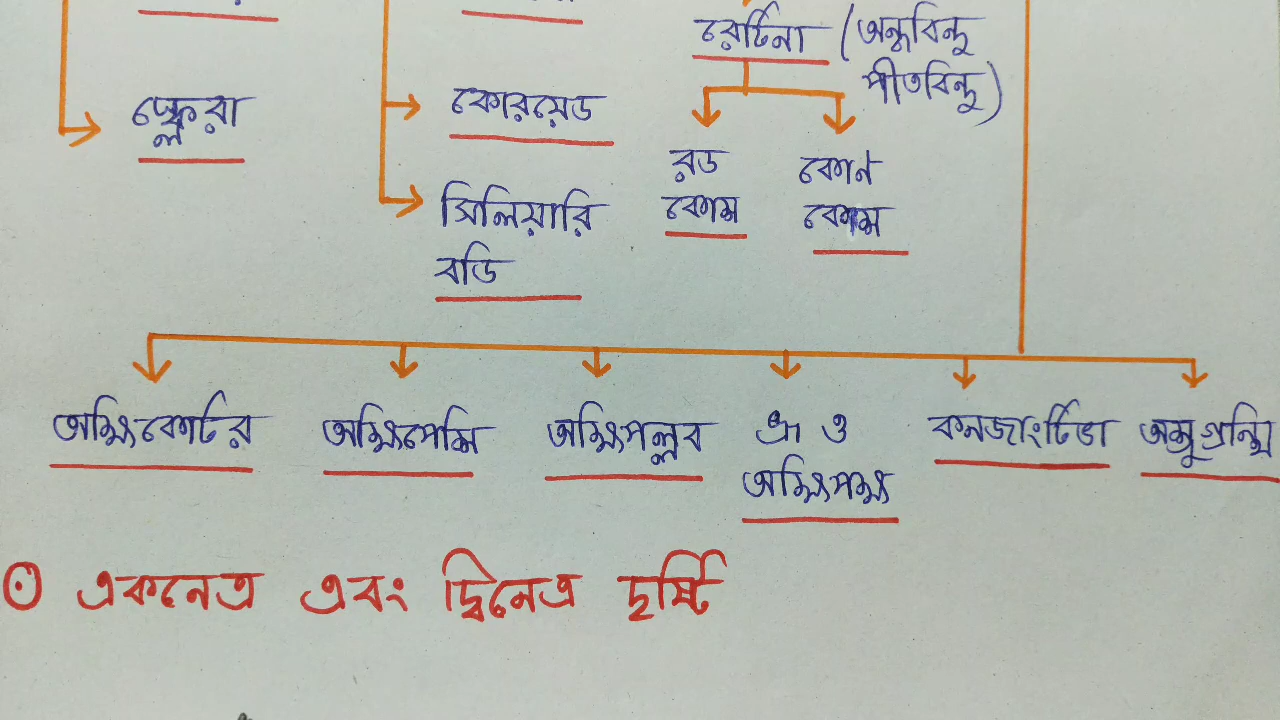 রেটিনা (অন্ধবিন্দু
পীতবিন্দু)
স্ক্লেরা
কোরয়েড
রড
কোষ
কোণ
কোষ
সিলিয়ারি
বডি
অক্ষিকোটর
অক্ষিপেশি
অক্ষিপল্লব
ভ্রূ ও
অক্ষিপক্ষ
কনজাংটিভা
অশ্রুগ্রন্থি
একনেত্র এবং দ্বিনেত্র দৃষ্টি